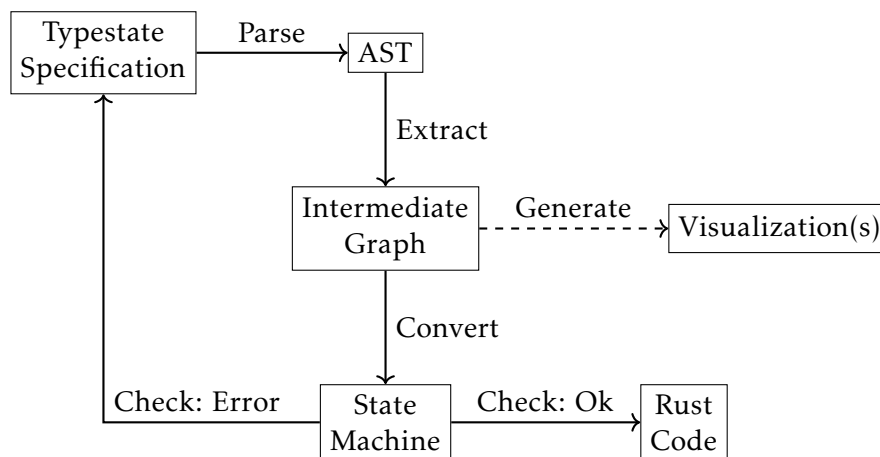 Typestate
Specification
Parse
AST
Extract
Intermediate
Graph
Generate
Visualization(s)
Convert
Check: Error
State
Machine
Check: Ok
Rust
Code